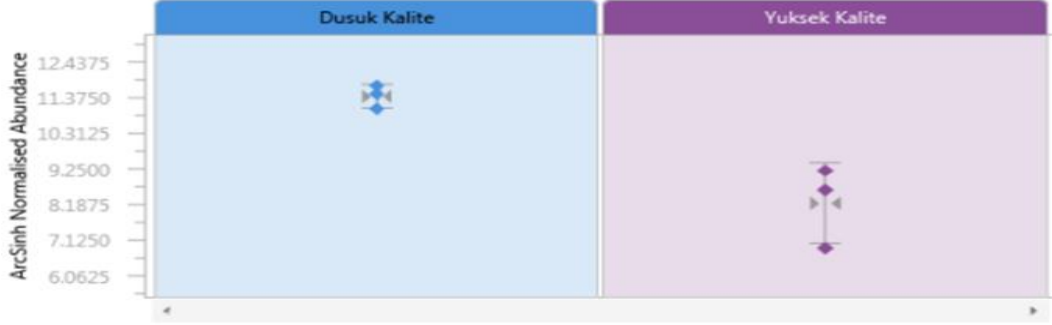 Dusuk Kalite
Yuksek Kalite
ArcSinh Normalised Abundance
12.4375
11.3750
10.3125
9.2500
8.1875
7.1250
6.0625